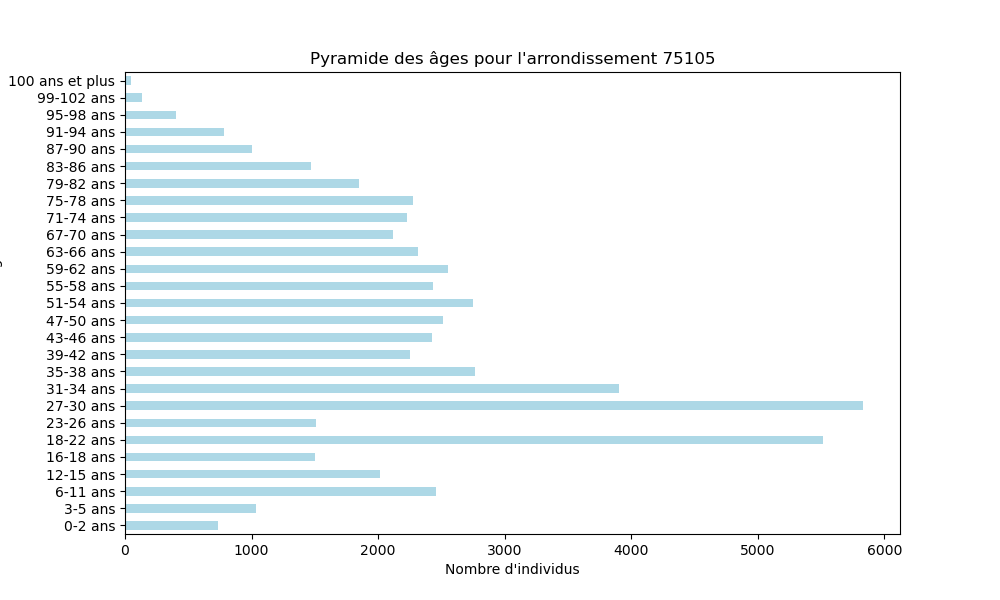 Pyramide des âges pour l'arrondissement 75105
100 ans et plus
99-102 ans
95-98 ans
91-94 ans
87-90 ans
83-86 ans
79-82 ans
75-78 ans
71-74 ans
67-70 ans
63-66 ans
59-62 ans
55-58 ans
51-54 ans
47-50 ans
43-46 ans
39-42 ans
35-38 ans
31-34 ans
27-30 ans
23-26 ans
18-22 ans
16-18 ans
12-15 ans
6-11 ans
3-5 ans
0-2 ans
0 1000 2000 3000 4000 5000 6000
Nombre d'individus